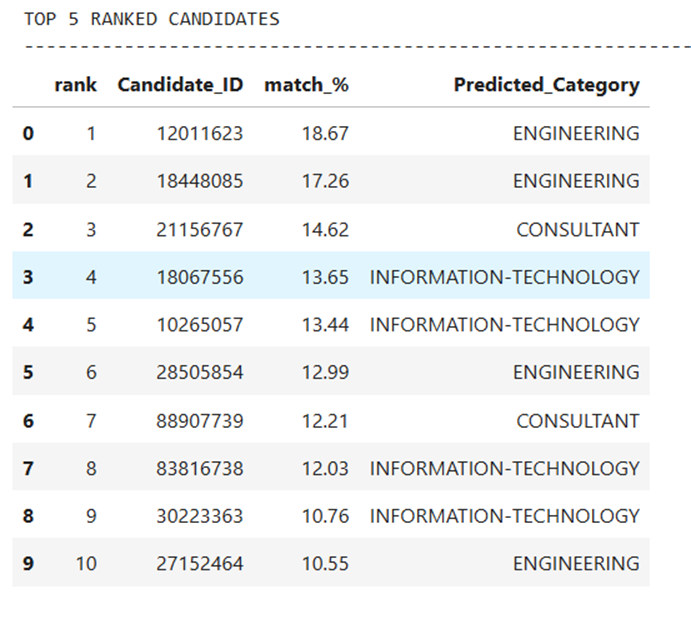 TOP 5 RANKED CANDIDATES
--------------------------------------------------------------------------------
rank Candidate_ID match_% Predicted_Category
0 1 12011623 18.67 ENGINEERING
1 2 18448085 17.26 ENGINEERING
2 3 21156767 14.62 CONSULTANT
3 4 18067556 13.65 INFORMATION-TECHNOLOGY
4 5 10265057 13.44 INFORMATION-TECHNOLOGY
5 6 28505854 12.99 ENGINEERING
6 7 88907739 12.21 CONSULTANT
7 8 83816738 12.03 INFORMATION-TECHNOLOGY
8 9 30223363 10.76 INFORMATION-TECHNOLOGY
9 10 27152464 10.55 ENGINEERING